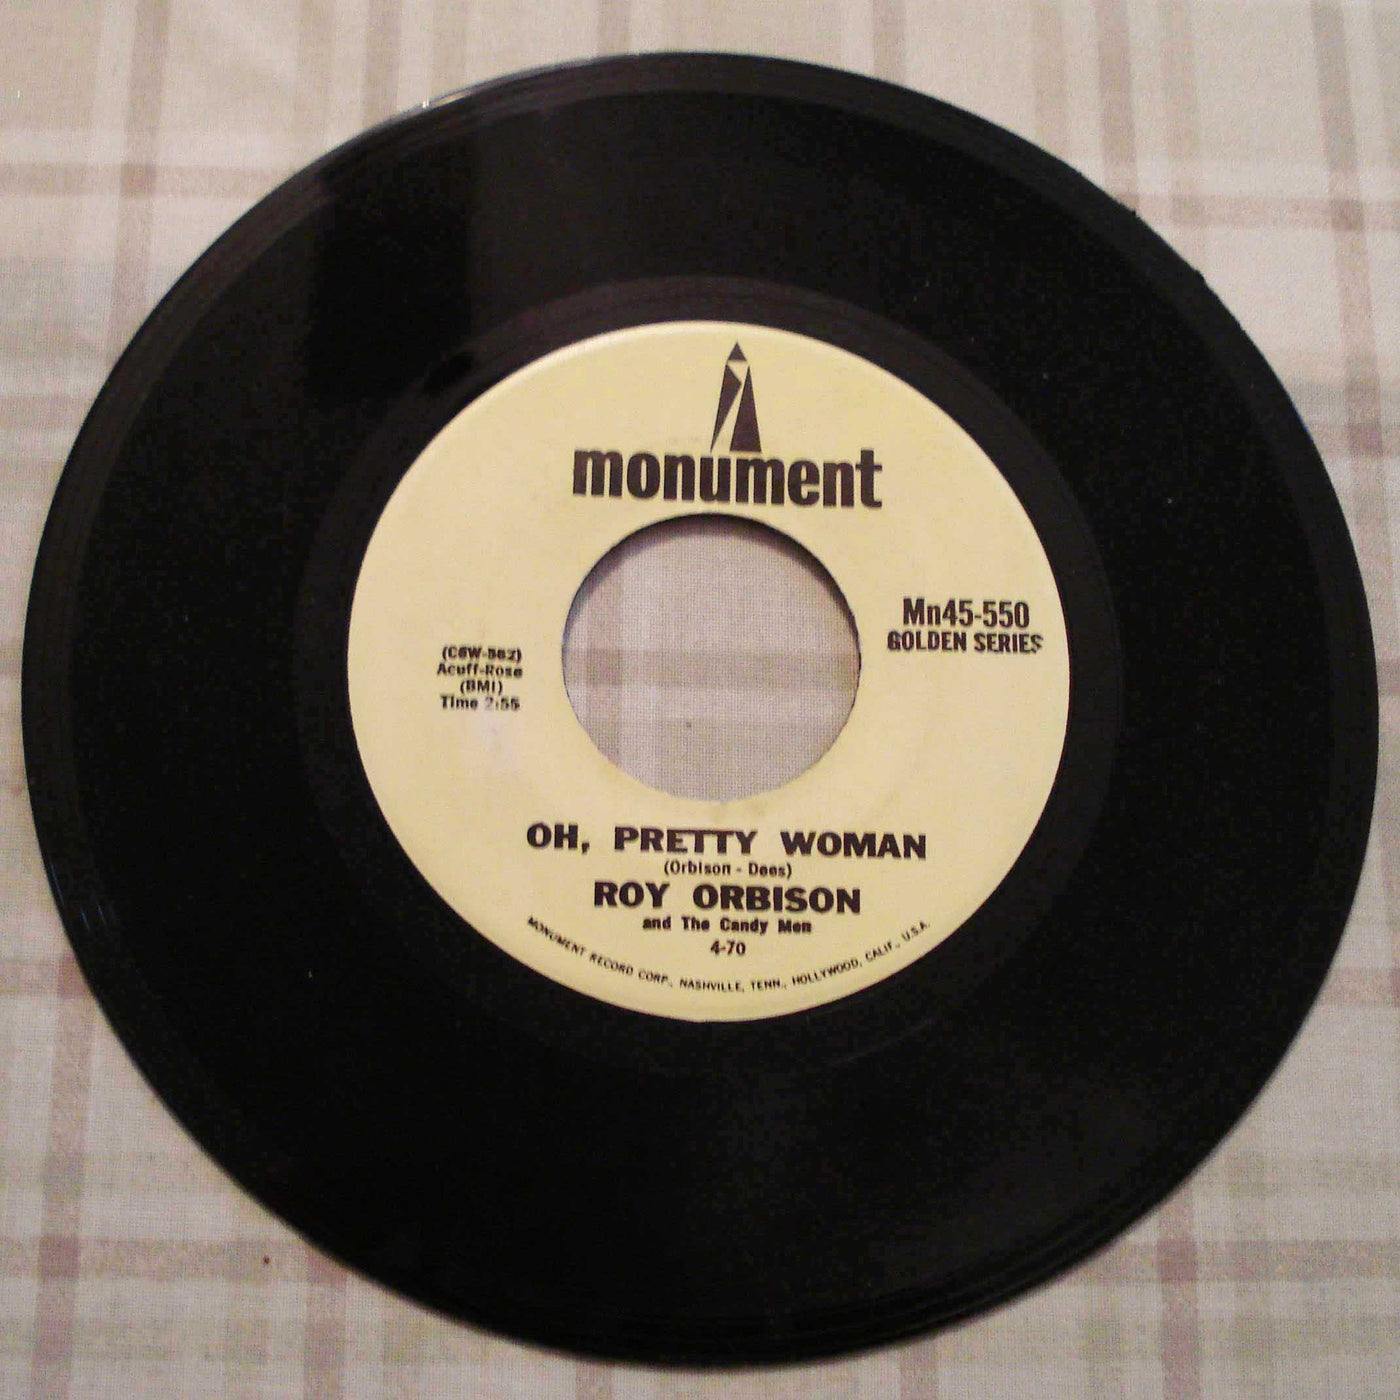 monument
Mn45-550
GOLDEN SERIES
(C6W-562)
Acuff-Rose
(BMI)
Time 2:55
OH, PRETTY WOMAN
(Orbison - Dees)
ROY ORBISON
and The Candy Men
4-70
MONUMENT RECORD CORP., NASHVILLE, TENN., HOLLYWOOD, CALIF., U.S.A.